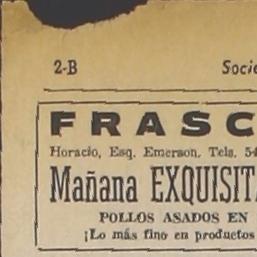 2-B Socie
FRASC
Horacio, Esq. Emerson. Tels. 54
Mañana EXQUISITA
POLLOS ASADOS EN
¡Lo más fino en productos